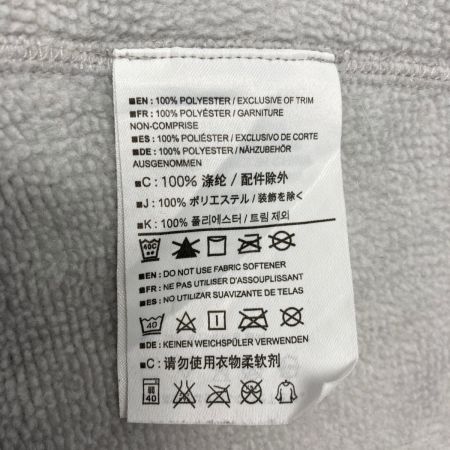 ■EN : 100% POLYESTER / EXCLUSIVE OF TRIM
■FR : 100% POLYÉSTER / GARNITURE
NON-COMPRISE
■ES : 100% POLIÉSTER / EXCLUSIVO DE CORTE
■DE : 100% POLYESTER / NÄHZUBEHÖR
AUSGENOMMEN
■C: 100% 涤纶 / 配件除外
■J : 100% ポリエステル / 装飾を除く
■K : 100% 폴리에스터 / 트림 제외
40C
■EN : DO NOT USE FABRIC SOFTENER
■FR : NE PAS UTILISER D'ASSOUPLISSANT
■ES : NO UTILIZAR SUAVIZANTE DE TELAS
40
■DE : KEINEN WEICHSPÜLER VERWENDEN
■C: 请勿使用衣物柔软剂
弱
40